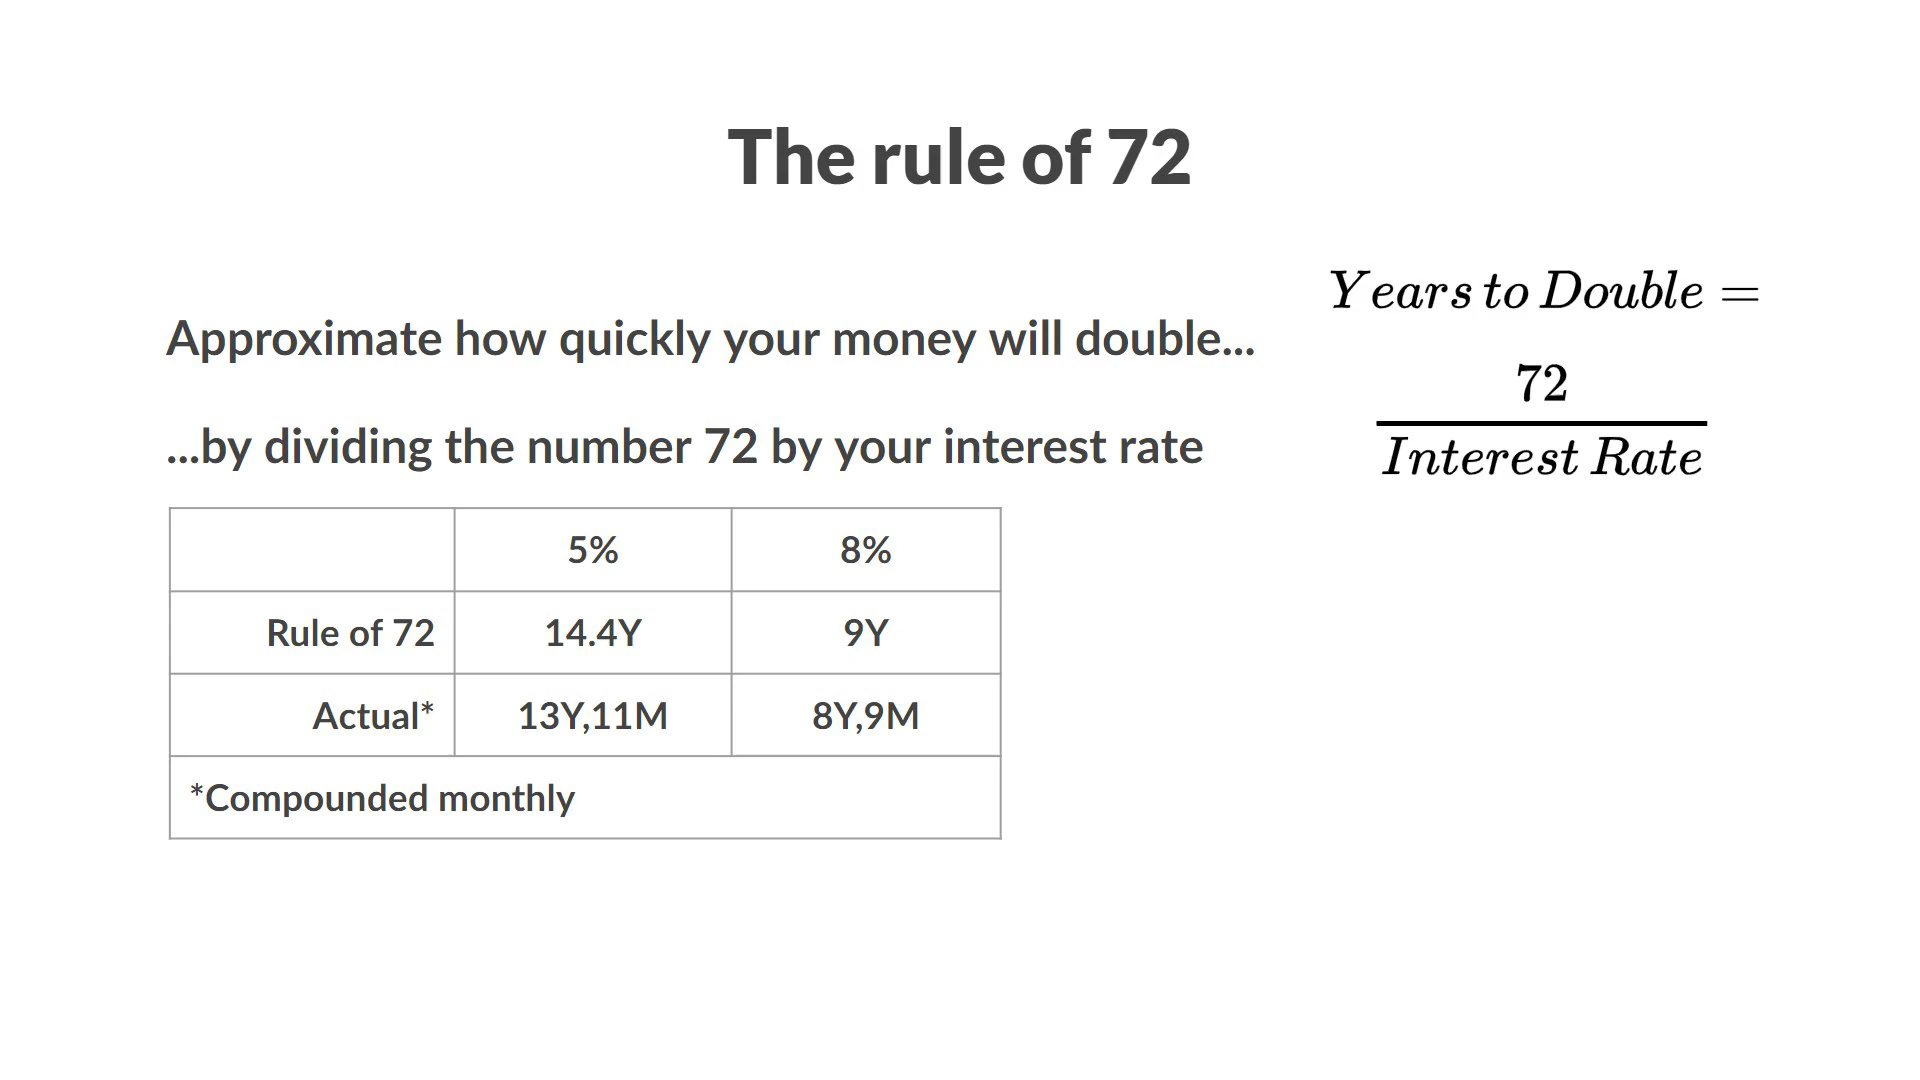 The rule of 72
Approximate how quickly your money will double...
...by dividing the number 72 by your interest rate
Years to Double =
72
Interest Rate
5% 8%
Rule of 72 14.4Y 9Y
Actual* 13Y,11M 8Y,9M
*Compounded monthly